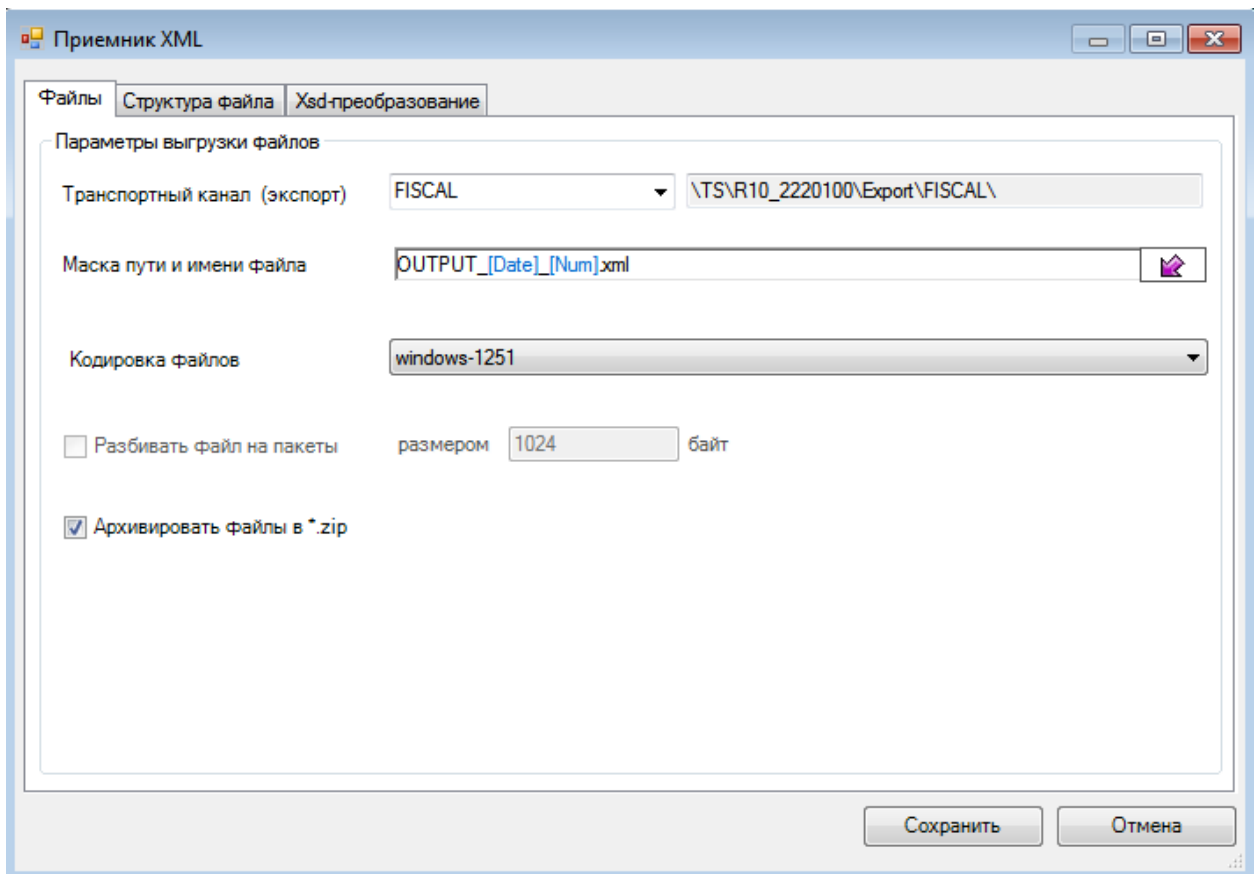 Приемник XML
Файлы Структура файла Xsd-преобразование
Параметры выгрузки файлов
Транспортный канал (экспорт) FISCAL \TS\R10_2220100\Export\FISCAL\
Маска пути и имени файла OUTPUT_[Date]_[Num].xml
Кодировка файлов windows-1251
Разбивать файл на пакеты размером 1024 байт
Архивировать файлы в *.zip
Сохранить Отмена